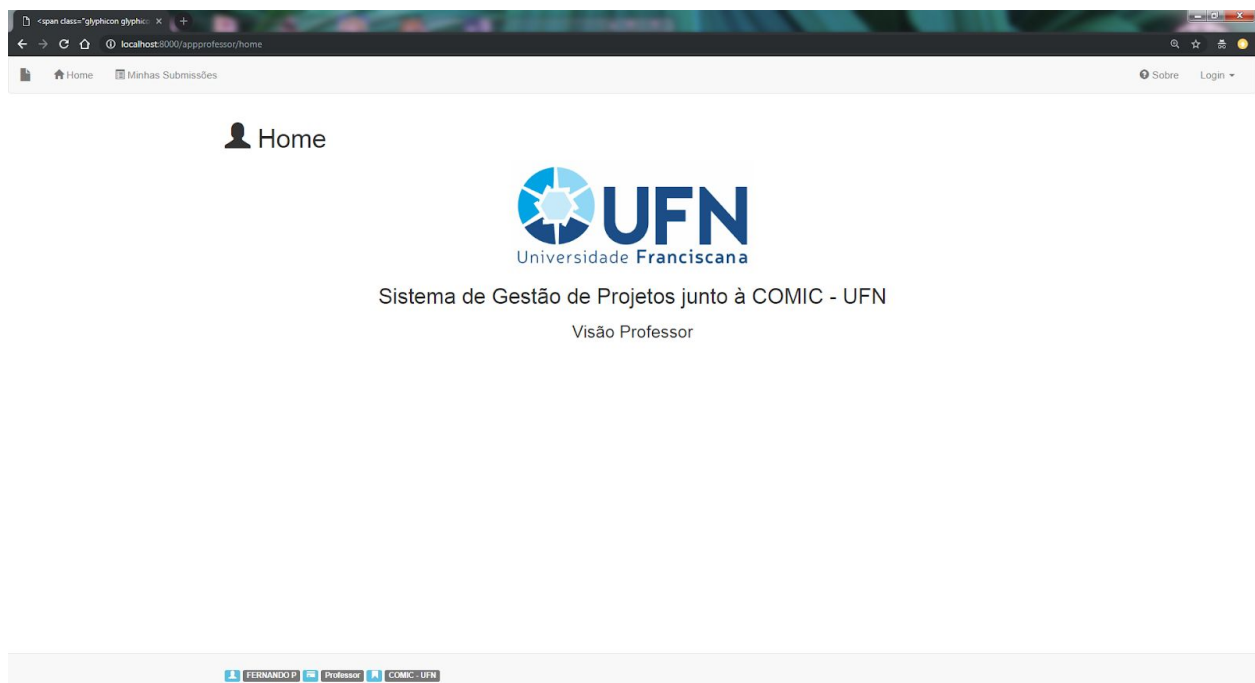 <span class="glyphicon glyphico
localhost:8000/appprofessor/home
Home Minhas Submissões Sobre Login
Home
UFN
Universidade Franciscana
Sistema de Gestão de Projetos junto à COMIC - UFN
Visão Professor
FERNANDO P Professor COMIC - UFN